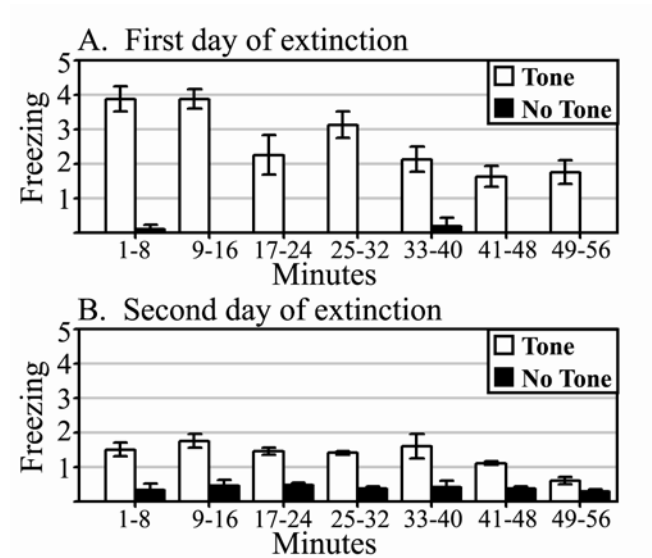 A. First day of extinction
5
4
3
2
1
Freezing
Tone
No Tone
1-8 9-16 17-24 25-32 33-40 41-48 49-56
Minutes
B. Second day of extinction
5
4
3
2
1
Freezing
Tone
No Tone
1-8 9-16 17-24 25-32 33-40 41-48 49-56
Minutes